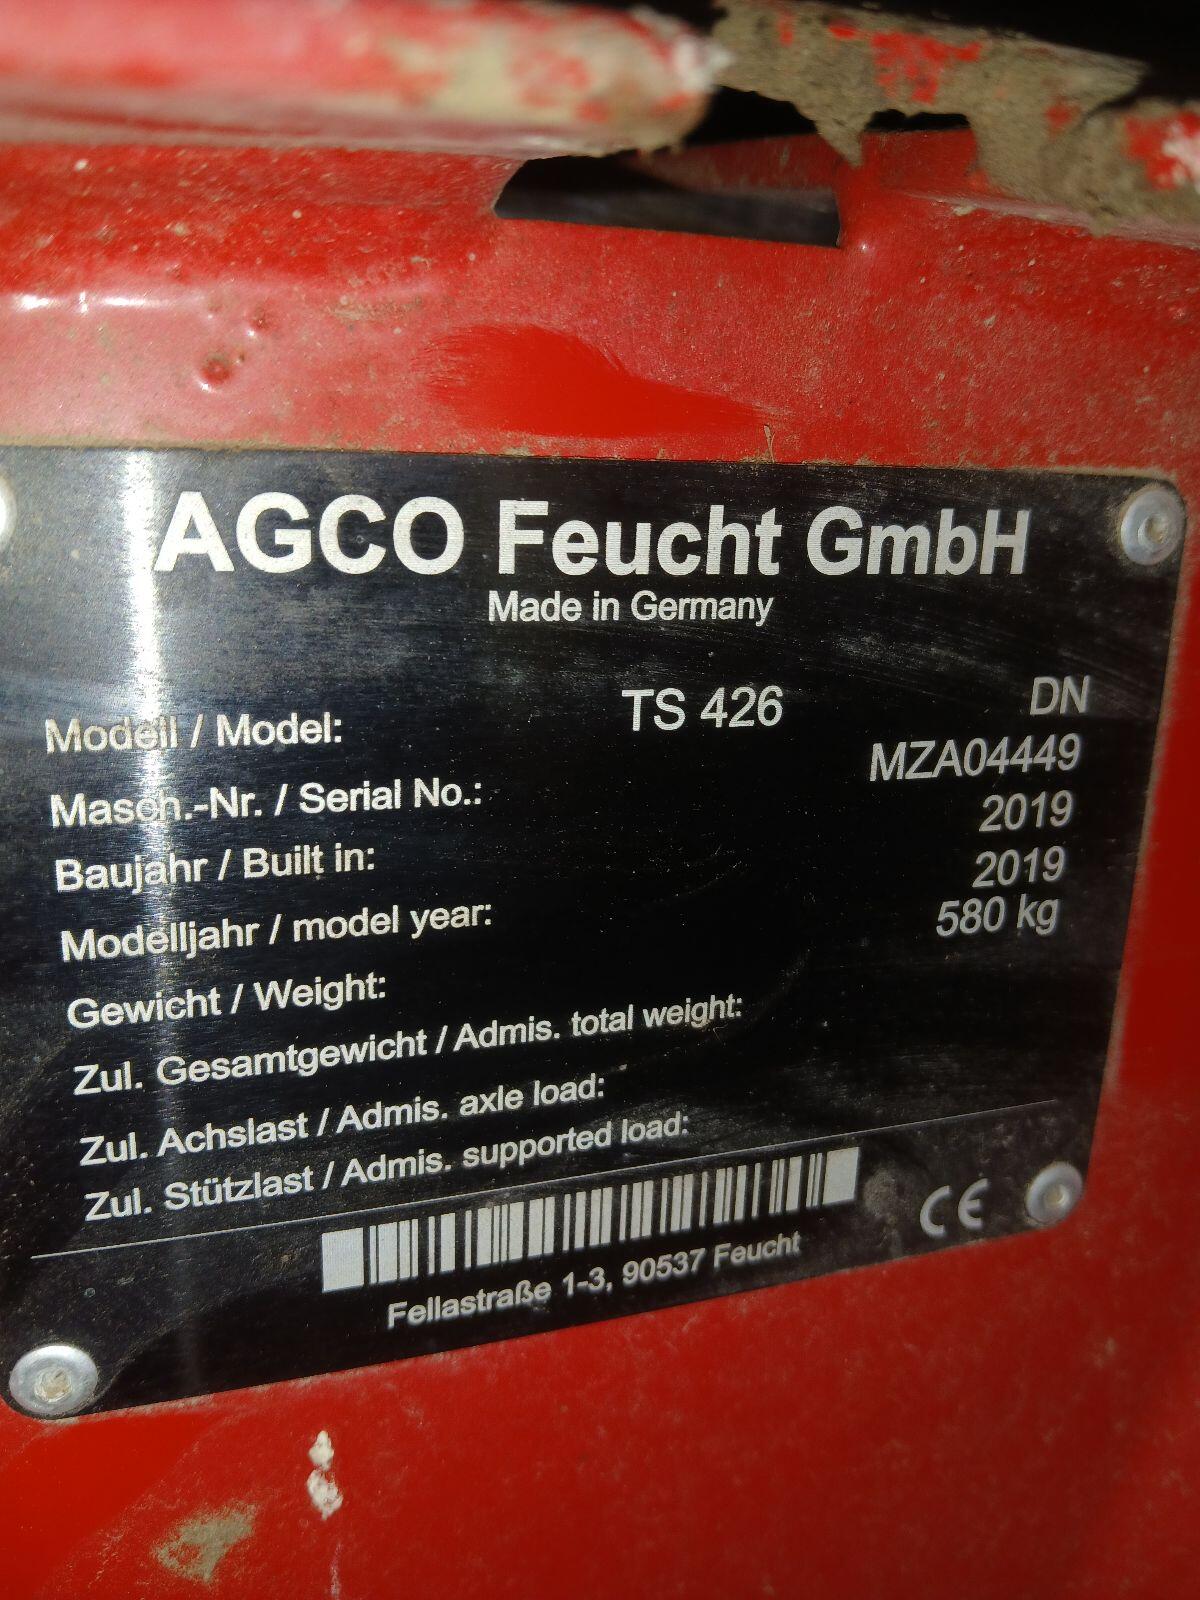 AGCO Feucht GmbH
Made in Germany
Modell / Model: TS 426 DN
Masch.-Nr. / Serial No.: MZA04449
Baujahr / Built in: 2019
Modelljahr / model year: 2019
Gewicht / Weight: 580 kg
Zul. Gesamtgewicht / Admis. total weight:
Zul. Achslast / Admis. axle load:
Zul. Stützlast / Admis. supported load:
CE
Fellastraße 1-3, 90537 Feucht